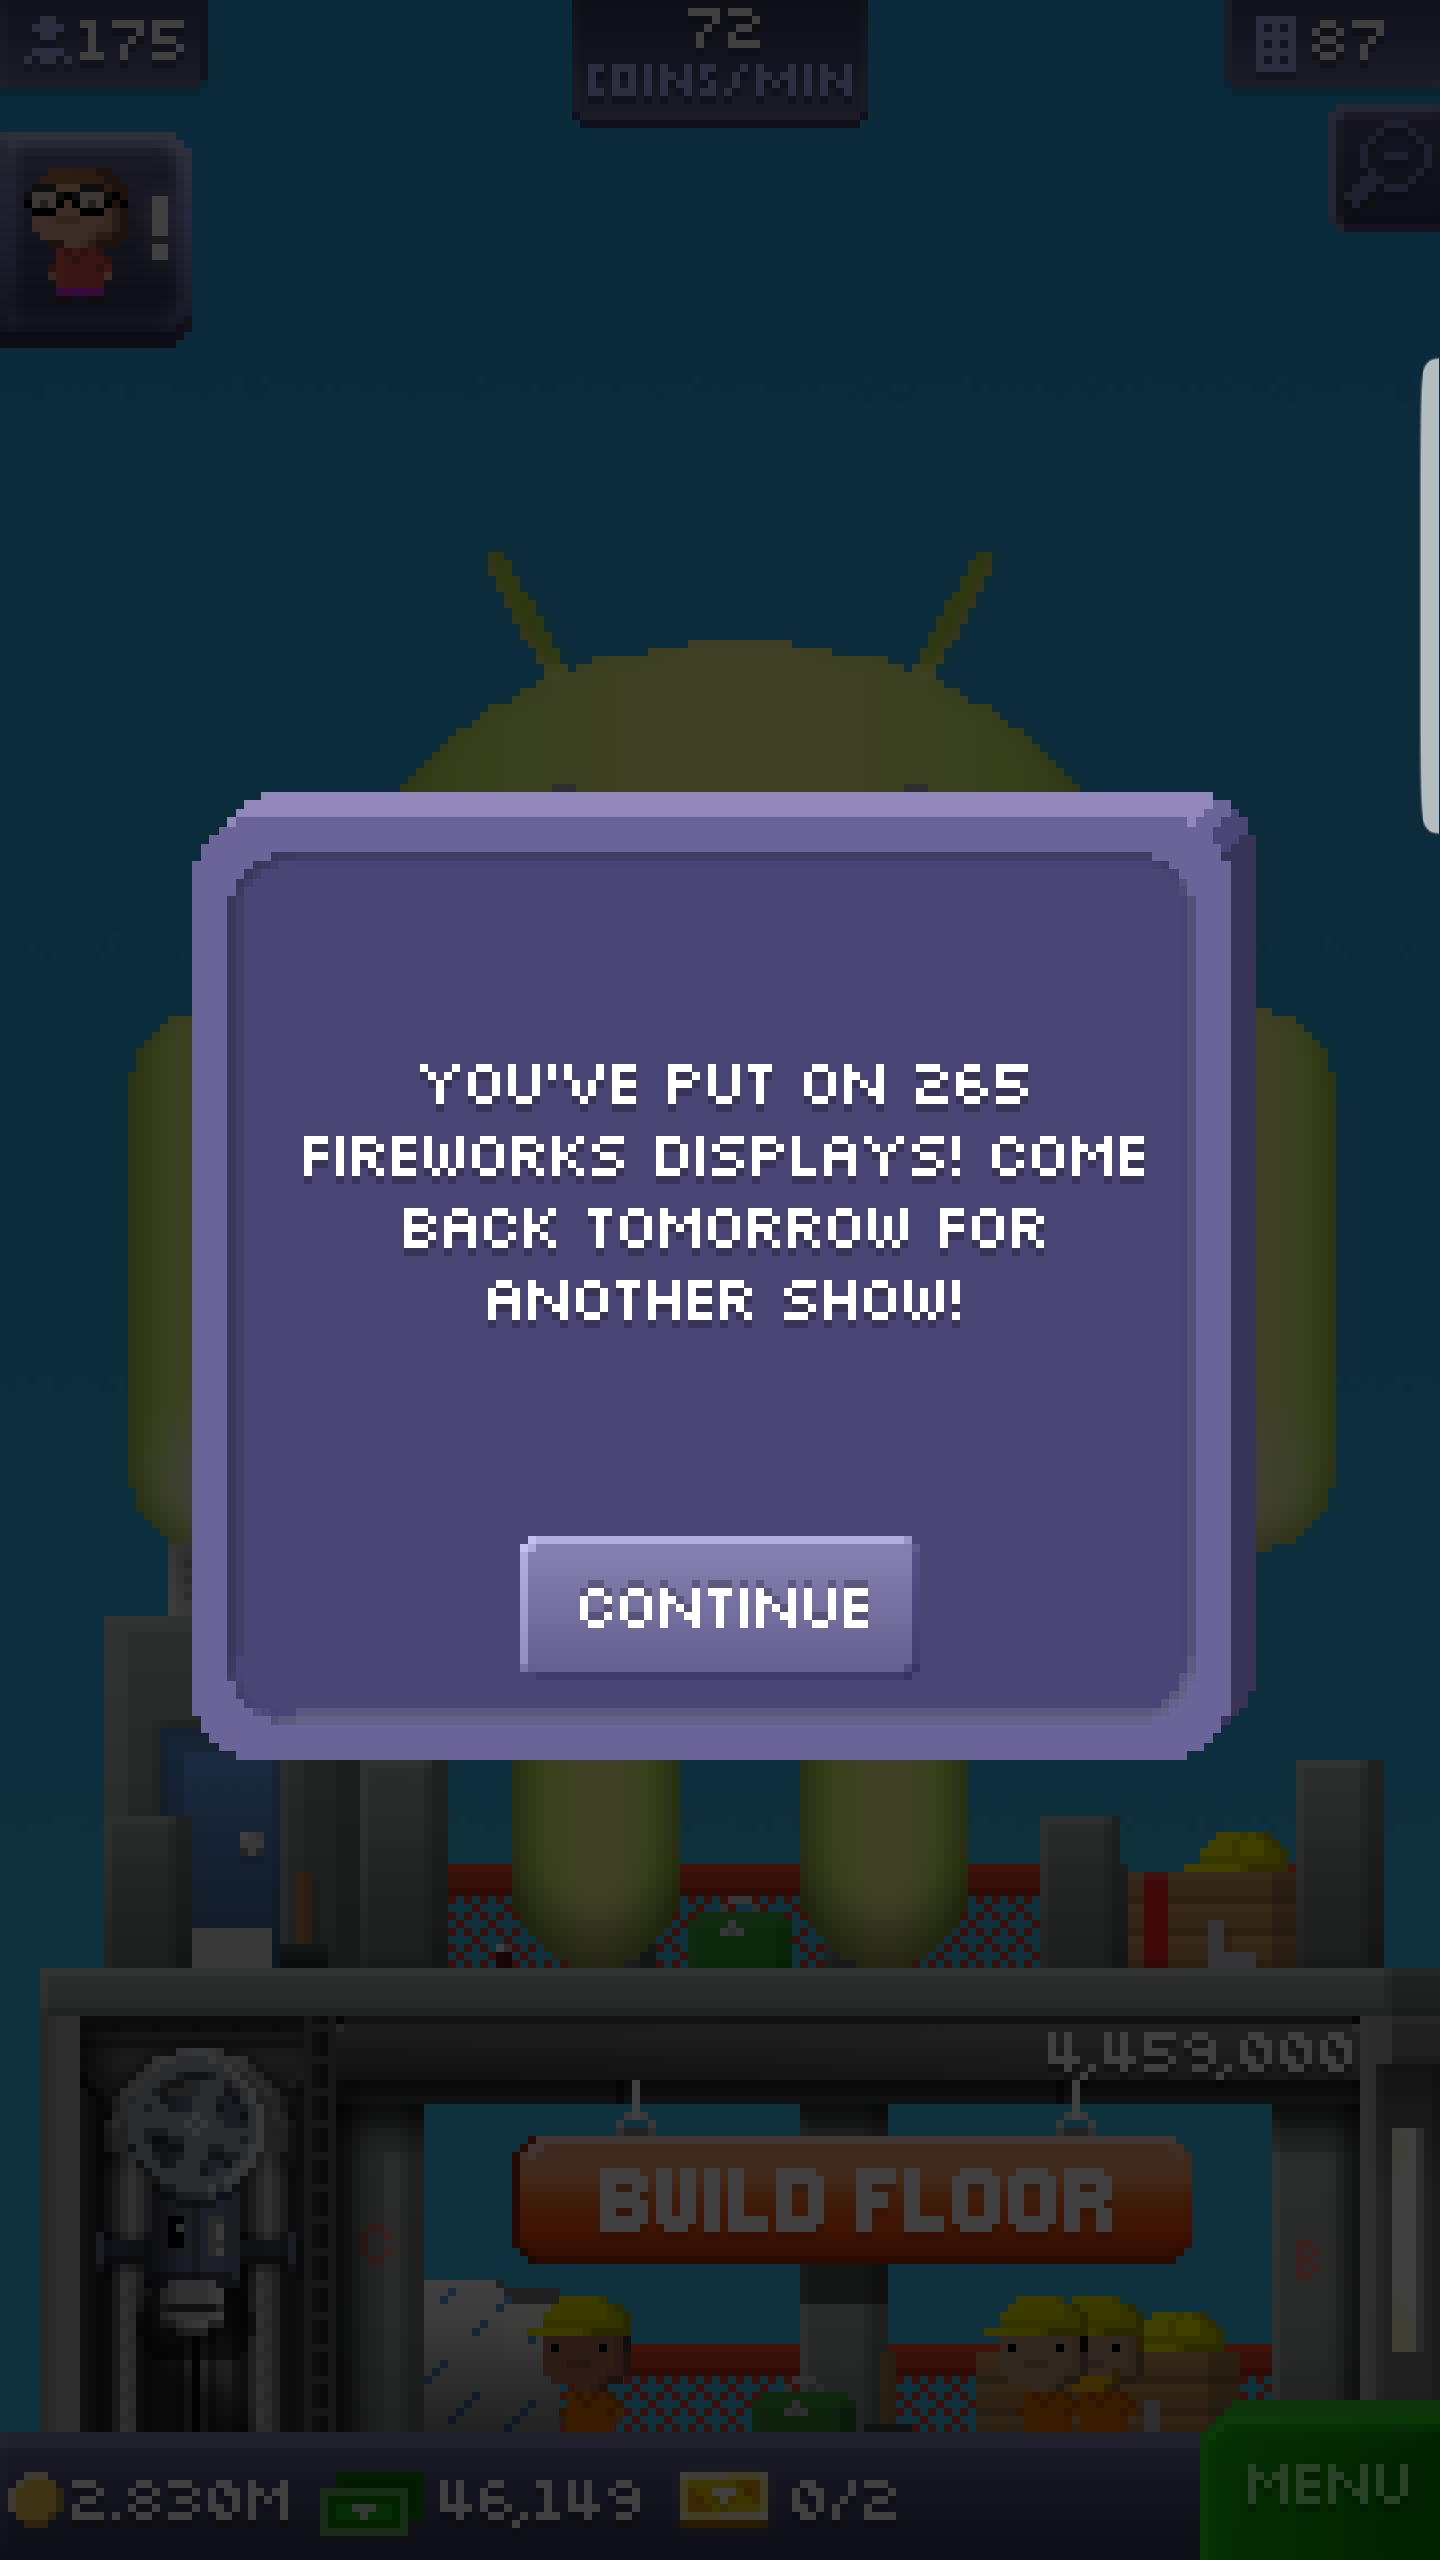 175
72
COINS/MIN
87
!
YOU'VE PUT ON 265
FIREWORKS DISPLAYS! COME
BACK TOMORROW FOR
ANOTHER SHOW!
CONTINUE
4,459,000
BUILD FLOOR
C
B
2.830M
46,149
0/2
MENU